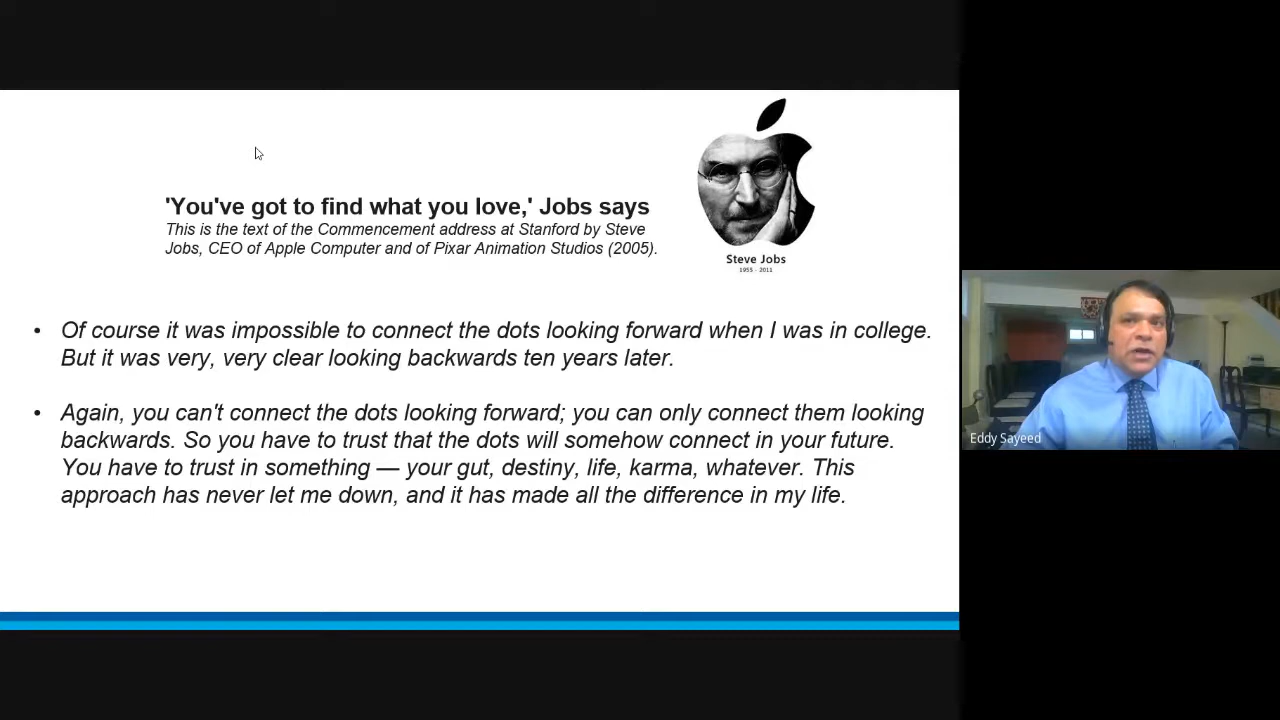 'You've got to find what you love,' Jobs says
This is the text of the Commencement address at Stanford by Steve
Jobs, CEO of Apple Computer and of Pixar Animation Studios (2005).
Steve Jobs
1955 - 2011
• Of course it was impossible to connect the dots looking forward when I was in college.
But it was very, very clear looking backwards ten years later.
• Again, you can't connect the dots looking forward; you can only connect them looking
backwards. So you have to trust that the dots will somehow connect in your future.
You have to trust in something — your gut, destiny, life, karma, whatever. This
approach has never let me down, and it has made all the difference in my life.
Eddy Sayeed